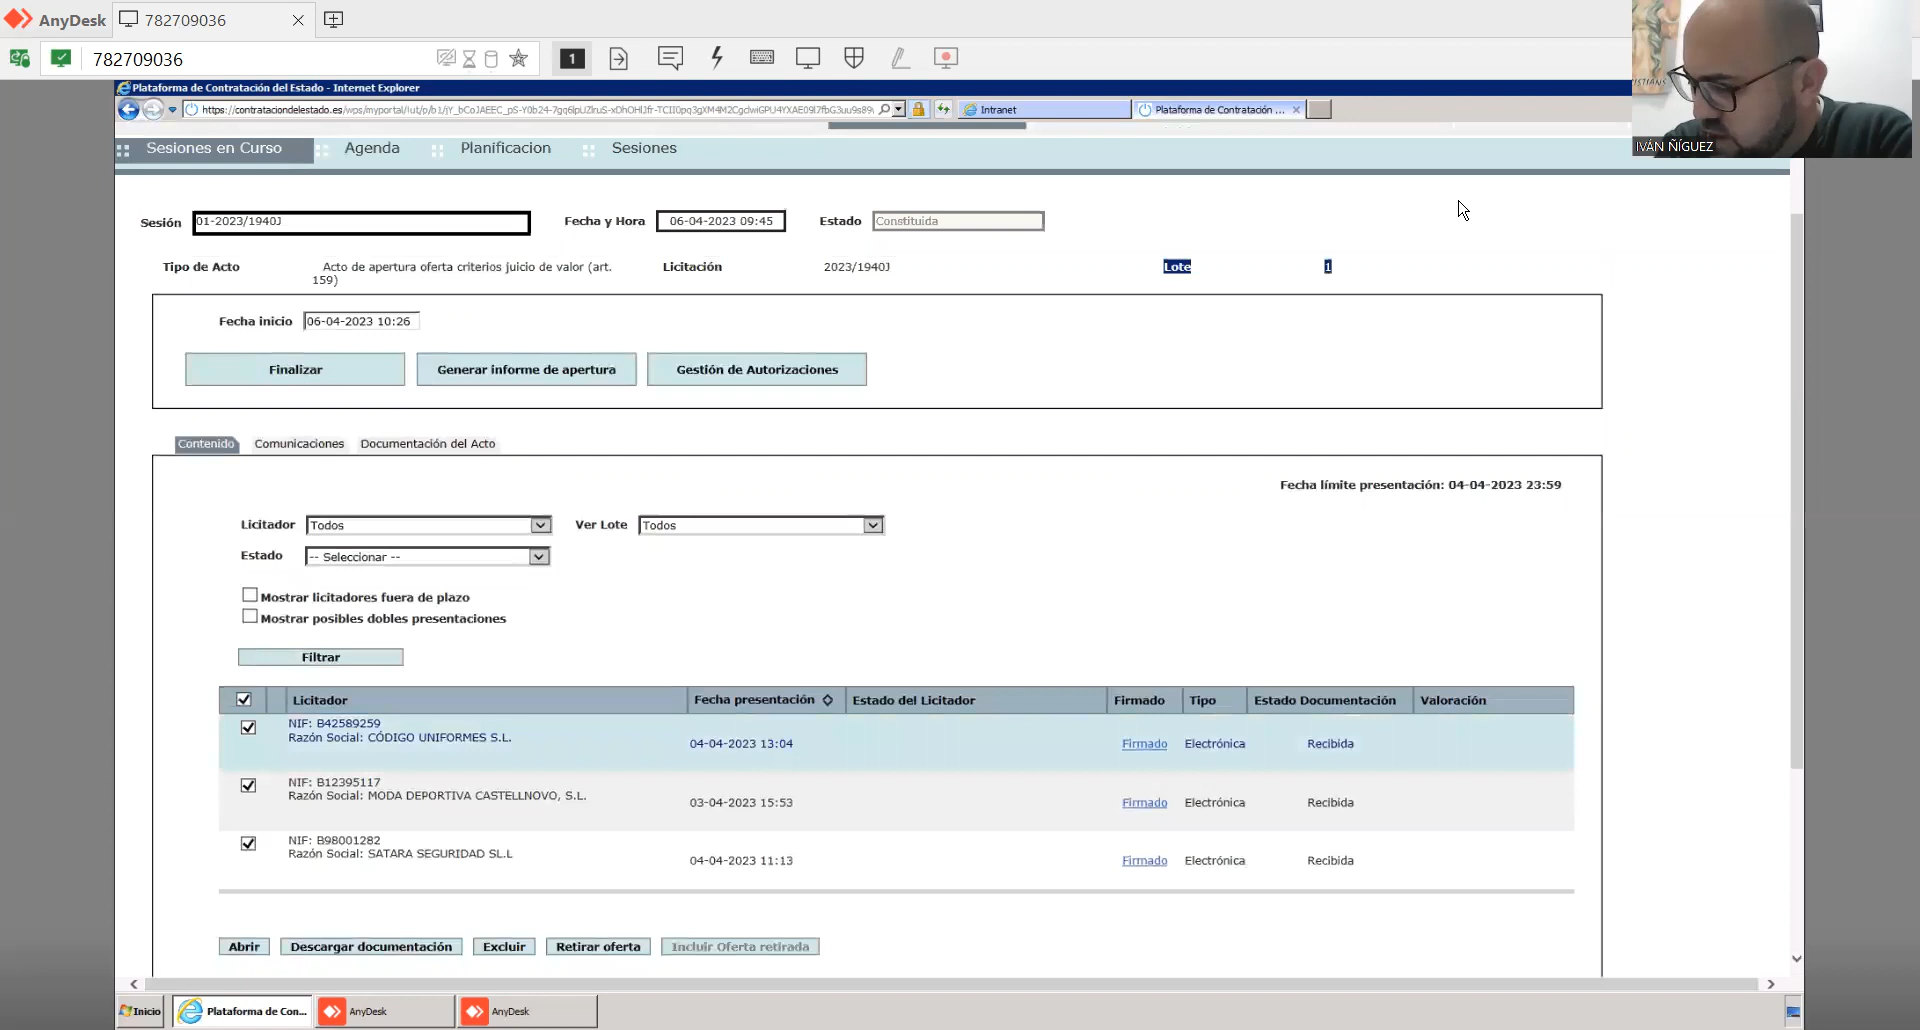 AnyDesk
782709036
782709036
1
Plataforma de Contratación del Estado - Internet Explorer
Intranet
Plataforma de Contratación ...
IVÁN ÑÍGUEZ
Sesiones en Curso
Agenda
Planificacion
Sesiones
Sesión
01-2023/1940J
Fecha y Hora
06-04-2023 09:45
Estado
Constituida
Tipo de Acto
Acto de apertura oferta criterios juicio de valor (art.
159)
Licitación
2023/1940J
Lote
1
Fecha inicio
06-04-2023 10:26
Finalizar
Generar informe de apertura
Gestión de Autorizaciones
Contenido
Comunicaciones
Documentación del Acto
Fecha límite presentación: 04-04-2023 23:59
Licitador
Todos
Ver Lote
Todos
Estado
-- Seleccionar --
Mostrar licitadores fuera de plazo
Mostrar posibles dobles presentaciones
Filtrar
Licitador
Fecha presentación
Estado del Licitador
Firmado
Tipo
Estado Documentación
Valoración
NIF: B42589259
Razón Social: CÓDIGO UNIFORMES S.L.
04-04-2023 13:04
Firmado
Electrónica
Recibida
NIF: B12395117
Razón Social: MODA DEPORTIVA CASTELLNOVO, S.L.
03-04-2023 15:53
Firmado
Electrónica
Recibida
NIF: B98001282
Razón Social: SATARA SEGURIDAD SL.L
04-04-2023 11:13
Firmado
Electrónica
Recibida
Abrir
Descargar documentación
Excluir
Retirar oferta
Incluir Oferta retirada
Inicio
Plataforma de Con...
AnyDesk
AnyDesk